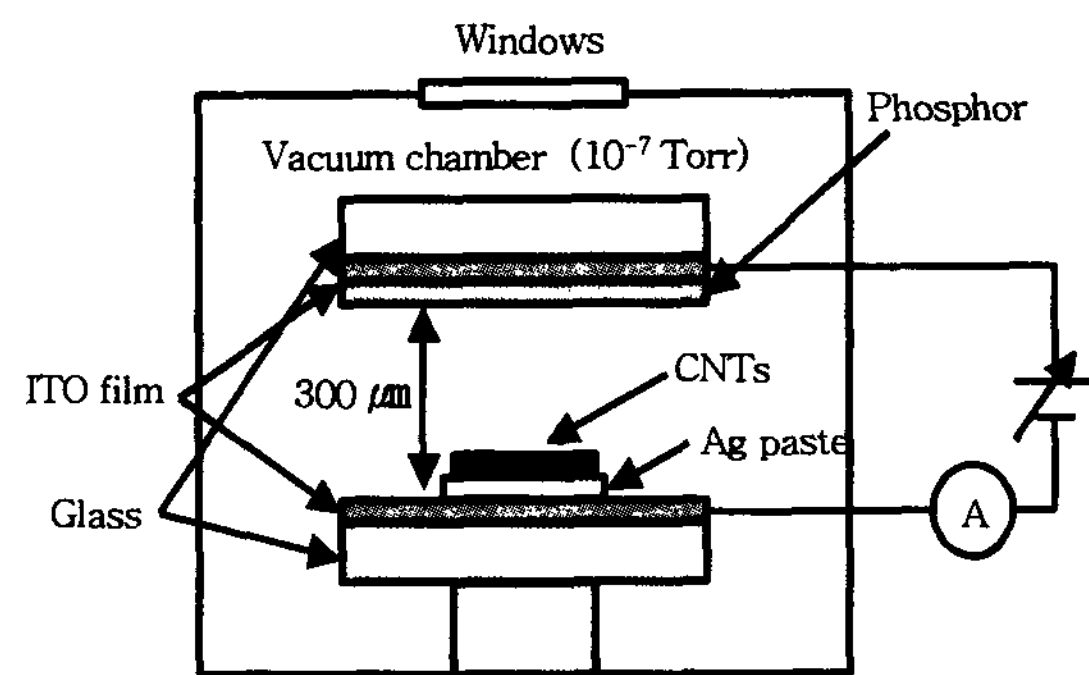 Windows
Phosphor
Vacuum chamber (10⁻⁷ Torr)
CNTs
ITO film
300 μm
Ag paste
Glass
A